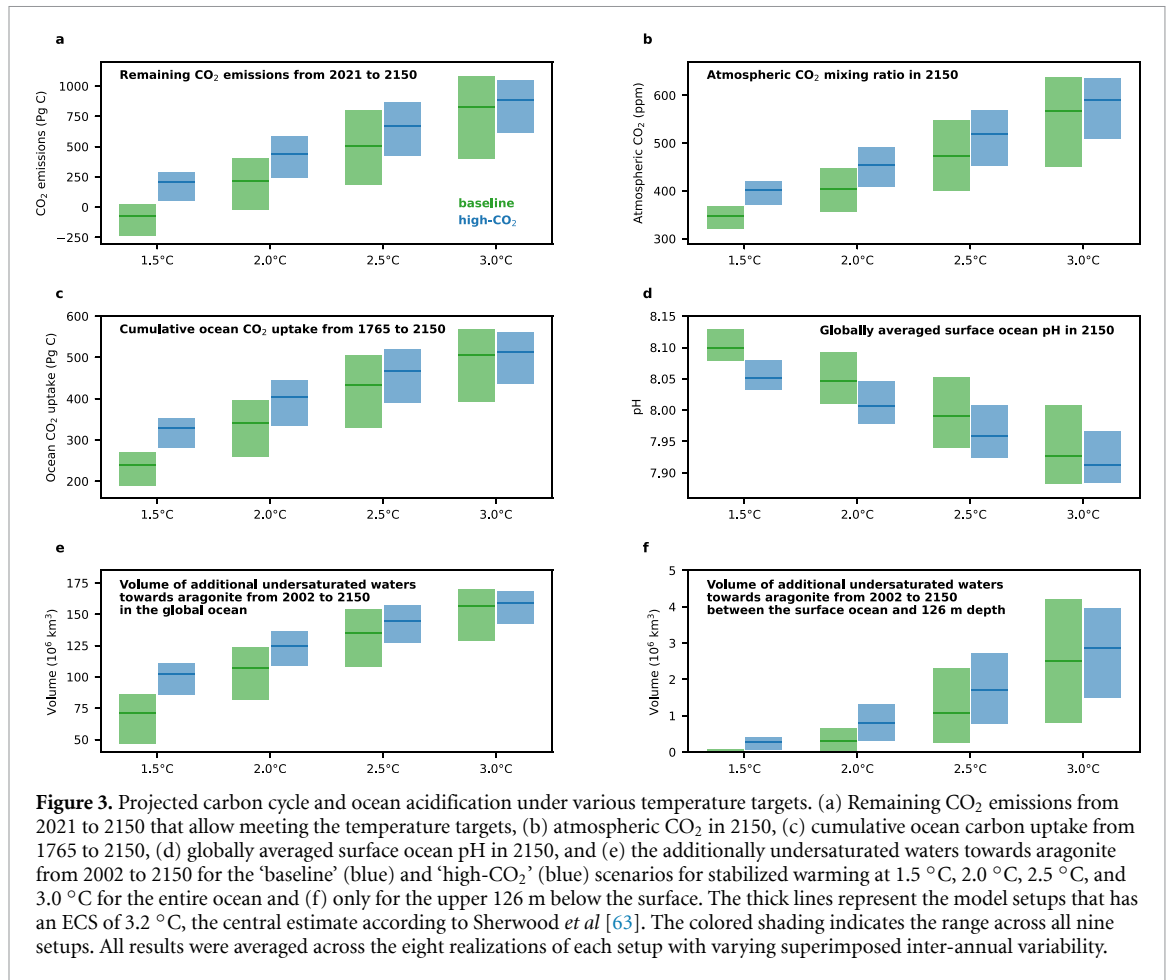 a
Remaining CO₂ emissions from 2021 to 2150
CO₂ emissions (Pg C)
1000
750
500
250
0
−250
baseline
high-CO₂
1.5°C 2.0°C 2.5°C 3.0°C
b
Atmospheric CO₂ mixing ratio in 2150
Atmospheric CO₂ (ppm)
600
500
400
300
1.5°C 2.0°C 2.5°C 3.0°C
c
Cumulative ocean CO₂ uptake from 1765 to 2150
Ocean CO₂ uptake (Pg C)
600
500
400
300
200
1.5°C 2.0°C 2.5°C 3.0°C
d
Globally averaged surface ocean pH in 2150
pH
8.15
8.10
8.05
8.00
7.95
7.90
1.5°C 2.0°C 2.5°C 3.0°C
e
Volume of additional undersaturated waters
towards aragonite from 2002 to 2150
in the global ocean
Volume (10⁶ km³)
175
150
125
100
75
50
1.5°C 2.0°C 2.5°C 3.0°C
f
Volume of additional undersaturated waters
towards aragonite from 2002 to 2150
between the surface ocean and 126 m depth
Volume (10⁶ km³)
5
4
3
2
1
0
1.5°C 2.0°C 2.5°C 3.0°C
Figure 3. Projected carbon cycle and ocean acidification under various temperature targets. (a) Remaining CO₂ emissions from
2021 to 2150 that allow meeting the temperature targets, (b) atmospheric CO₂ in 2150, (c) cumulative ocean carbon uptake from
1765 to 2150, (d) globally averaged surface ocean pH in 2150, and (e) the additionally undersaturated waters towards aragonite
from 2002 to 2150 for the ‘baseline’ (blue) and ‘high-CO₂’ (blue) scenarios for stabilized warming at 1.5 °C, 2.0 °C, 2.5 °C, and
3.0 °C for the entire ocean and (f) only for the upper 126 m below the surface. The thick lines represent the model setups that has
an ECS of 3.2 °C, the central estimate according to Sherwood et al [63]. The colored shading indicates the range across all nine
setups. All results were averaged across the eight realizations of each setup with varying superimposed inter-annual variability.